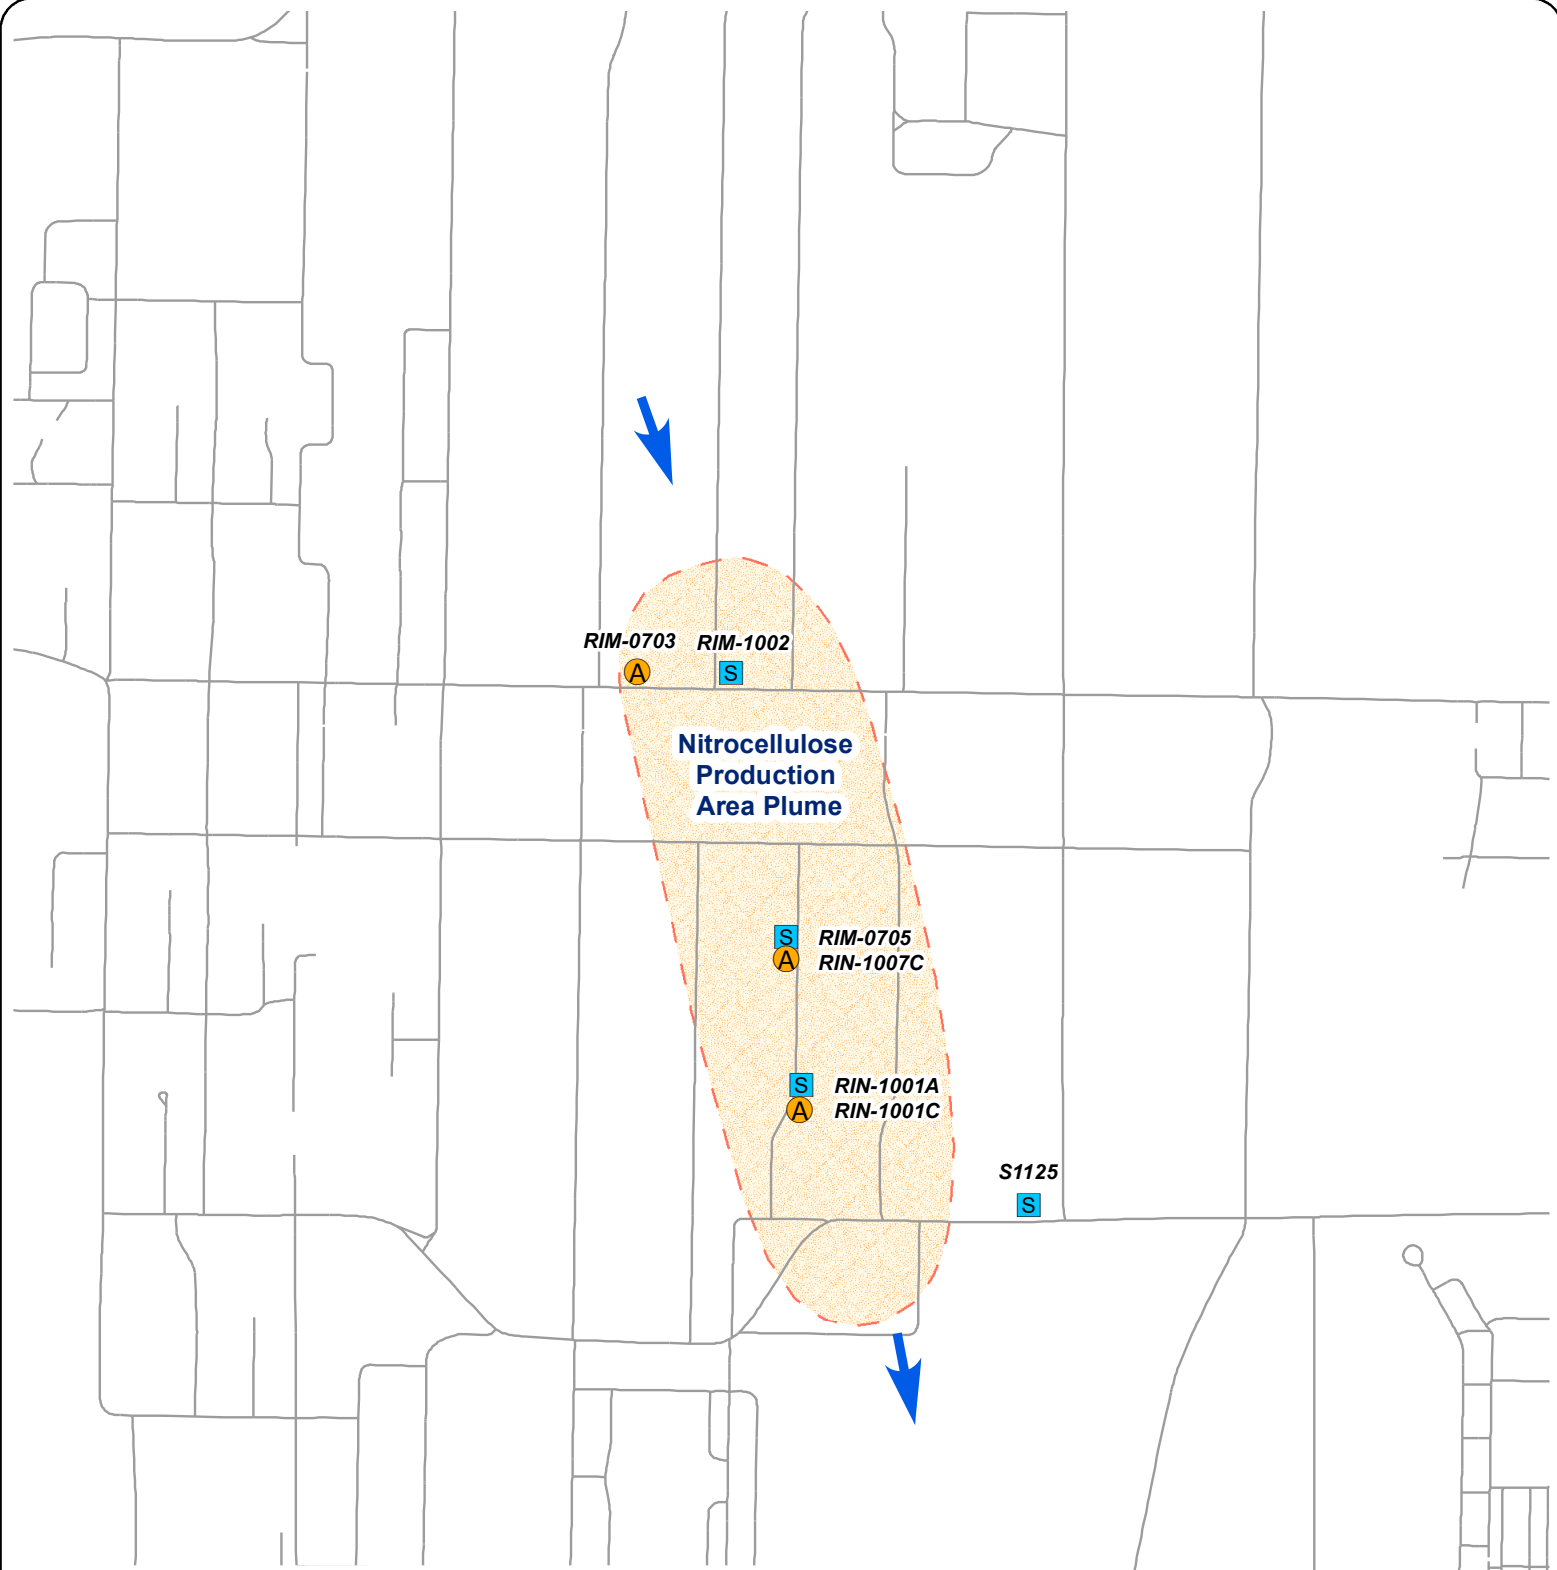 RIM-0703 RIM-1002
A S
Nitrocellulose
Production
Area Plume
S RIM-0705
A RIN-1007C
S RIN-1001A
A RIN-1001C
S1125
S